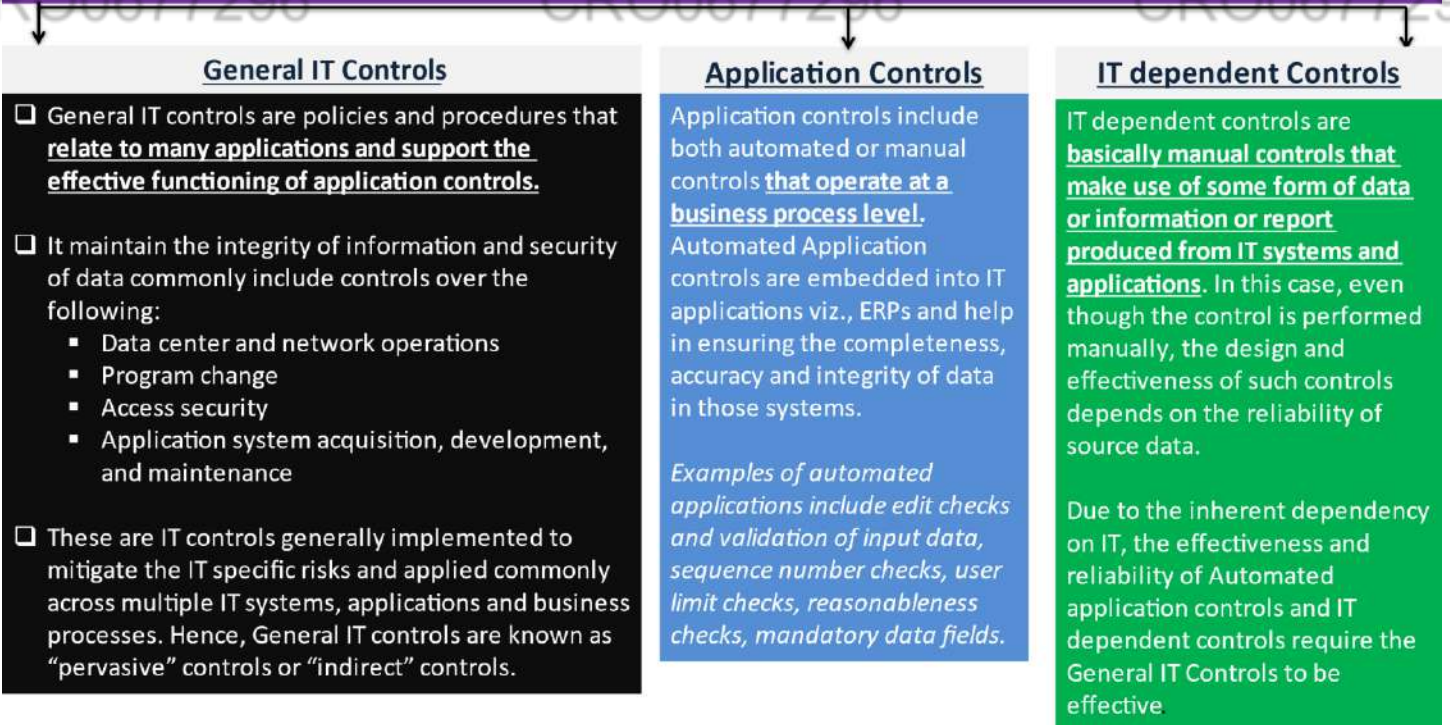 General IT Controls
General IT controls are policies and procedures that
relate to many applications and support the
effective functioning of application controls.
It maintain the integrity of information and security
of data commonly include controls over the
following:
Data center and network operations
Program change
Access security
Application system acquisition, development,
and maintenance
These are IT controls generally implemented to
mitigate the IT specific risks and applied commonly
across multiple IT systems, applications and business
processes. Hence, General IT controls are known as
“pervasive” controls or “indirect” controls.
Application Controls
Application controls include
both automated or manual
controls that operate at a
business process level.
Automated Application
controls are embedded into IT
applications viz., ERPs and help
in ensuring the completeness,
accuracy and integrity of data
in those systems.
Examples of automated
applications include edit checks
and validation of input data,
sequence number checks, user
limit checks, reasonableness
checks, mandatory data fields.
IT dependent Controls
IT dependent controls are
basically manual controls that
make use of some form of data
or information or report
produced from IT systems and
applications. In this case, even
though the control is performed
manually, the design and
effectiveness of such controls
depends on the reliability of
source data.
Due to the inherent dependency
on IT, the effectiveness and
reliability of Automated
application controls and IT
dependent controls require the
General IT Controls to be
effective.